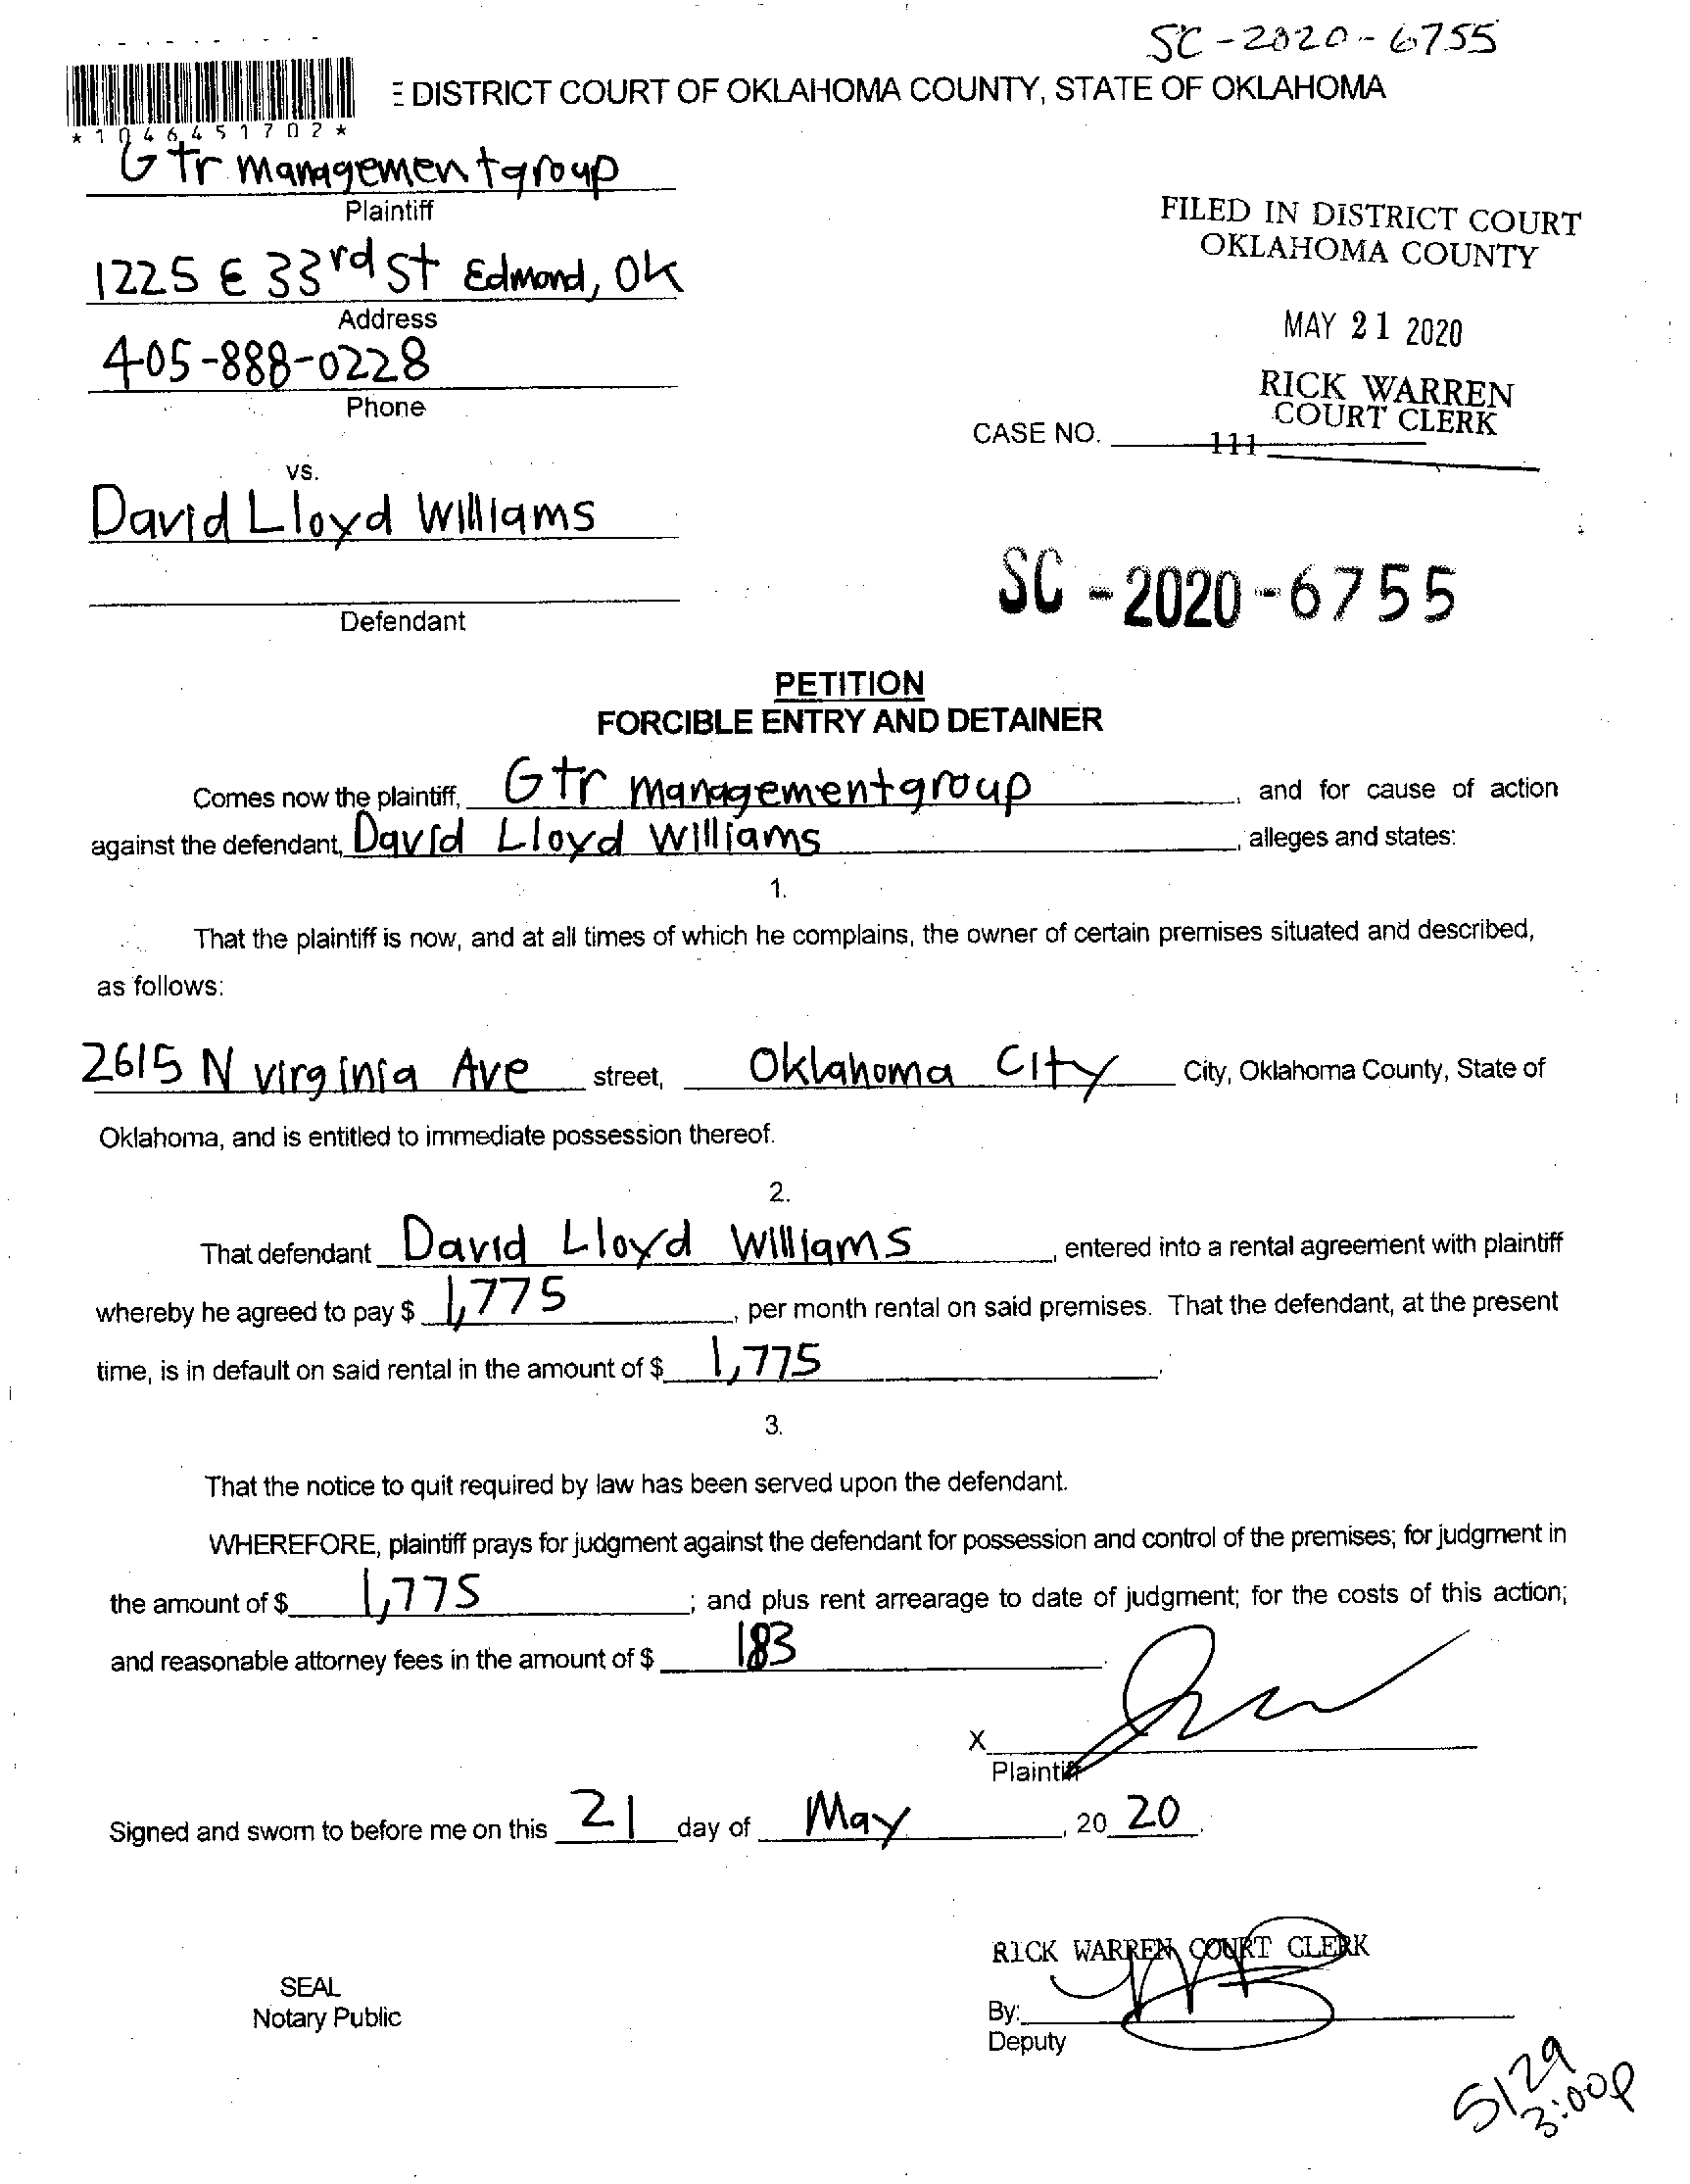 SC-2020-6755
E DISTRICT COURT OF OKLAHOMA COUNTY, STATE OF OKLAHOMA
*1046451702*
Gtr managementgroup
Plaintiff
FILED IN DISTRICT COURT
OKLAHOMA COUNTY
1225 E 33rd St Edmond, Ok
Address
MAY 21 2020
405-888-0228
Phone
RICK WARREN
COURT CLERK
CASE NO.
111
vs.
David Lloyd Williams
SC-2020-6755
Defendant
PETITION
FORCIBLE ENTRY AND DETAINER
Comes now the plaintiff, Gtr managementgroup, and for cause of action
against the defendant, David Lloyd Williams, alleges and states:
1.
That the plaintiff is now, and at all times of which he complains, the owner of certain premises situated and described,
as follows:
2615 N virginia Ave street, Oklahoma City City, Oklahoma County, State of
Oklahoma, and is entitled to immediate possession thereof.
2.
That defendant David Lloyd Williams, entered into a rental agreement with plaintiff
whereby he agreed to pay $ 1,775, per month rental on said premises. That the defendant, at the present
time, is in default on said rental in the amount of $ 1,775.
3.
That the notice to quit required by law has been served upon the defendant.
WHEREFORE, plaintiff prays for judgment against the defendant for possession and control of the premises; for judgment in
the amount of $ 1,775; and plus rent arrearage to date of judgment; for the costs of this action;
and reasonable attorney fees in the amount of $ 183.
X
Plaintiff
Signed and sworn to before me on this 21 day of May, 20 20.
RICK WARREN COURT CLERK
SEAL
Notary Public
By:
Deputy
5/29
3:00p